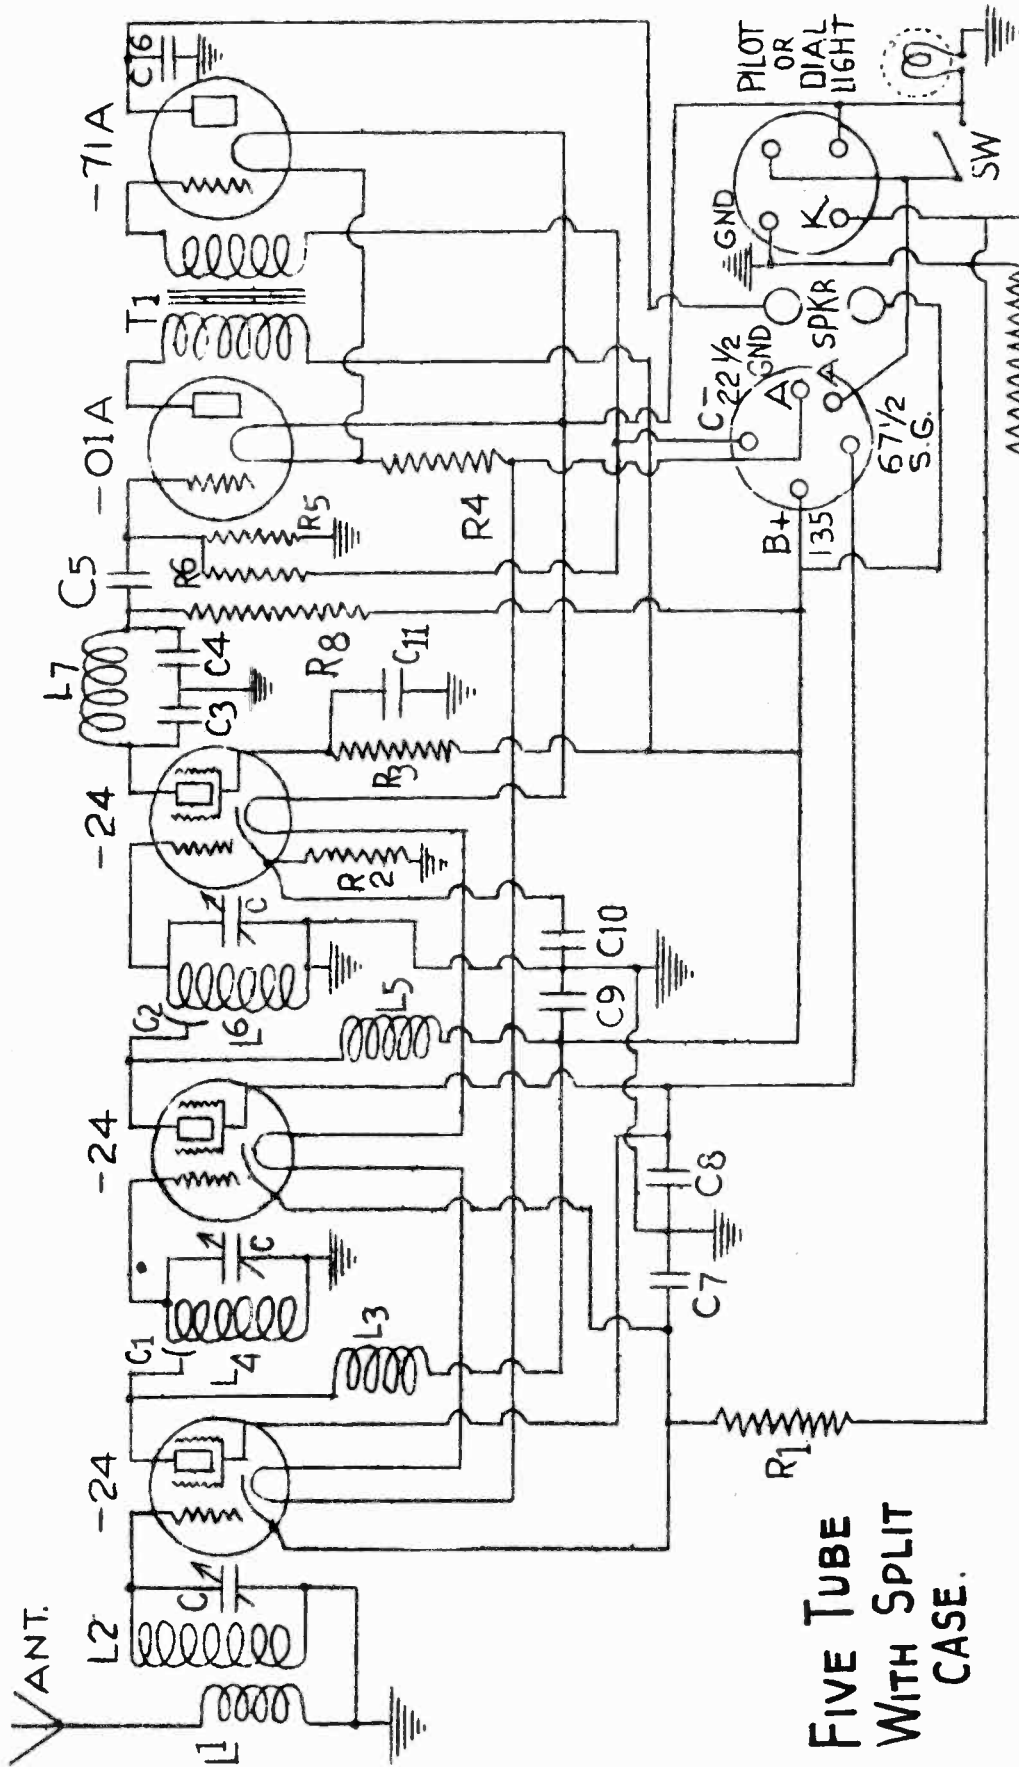 ANT.
L1
L2
C
-24
C1
L4
L3
C
-24
C2
L6
L5
C
-24
R2
L7
C3
C4
R8
C11
R3
C5
R6
R5
-01A
R4
T1
-71A
C16
C9
C10
C7
C8
R1
B+
135
C-
22 1/2
GND
A
A
67 1/2
S.G.
SPKR
GND
K
SW
PILOT
OR
DIAL
LIGHT
FIVE TUBE
WITH SPLIT
CASE.